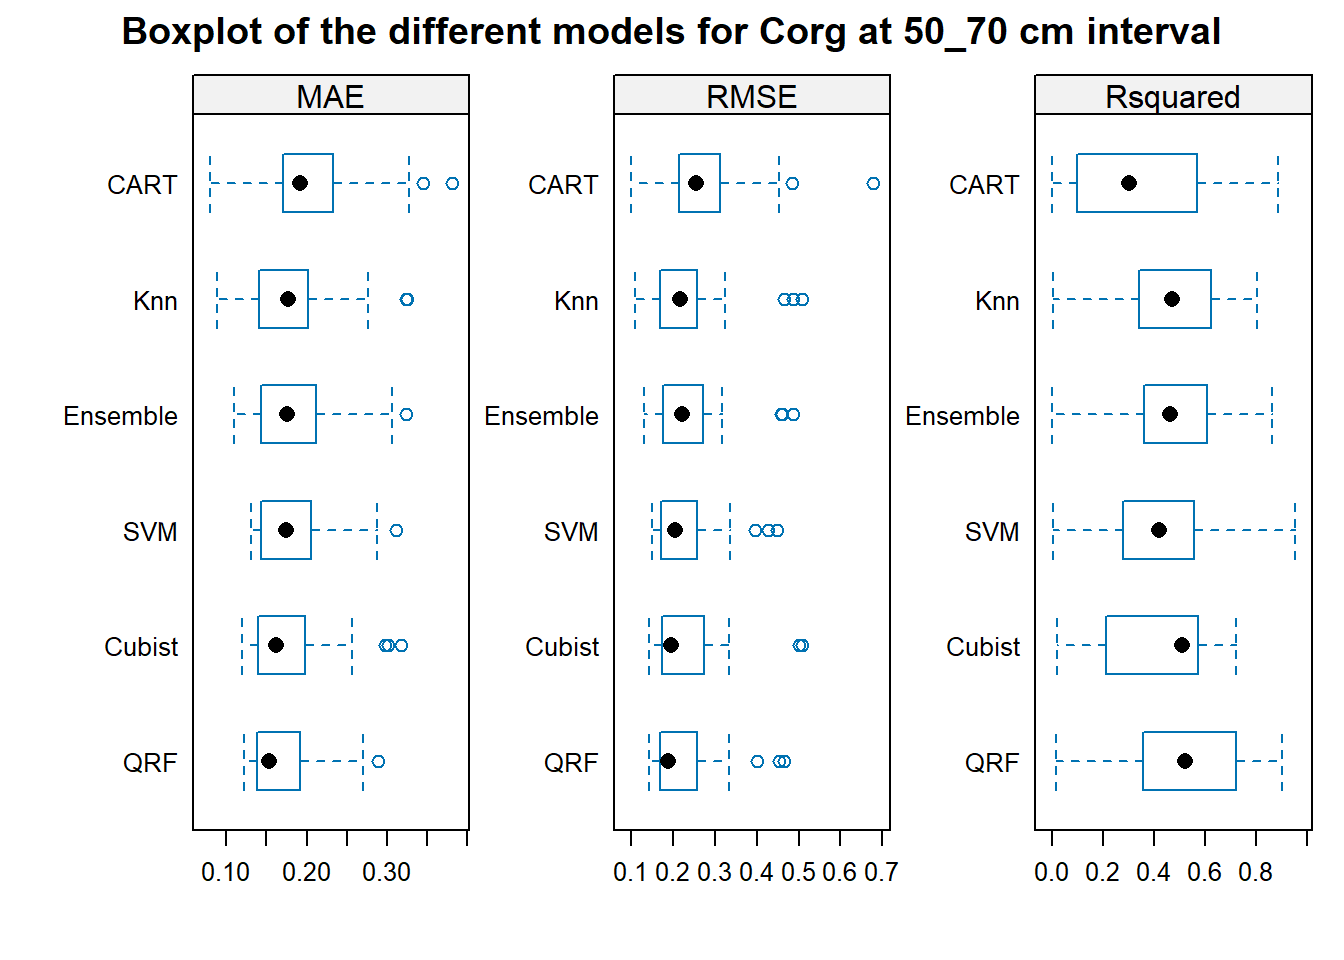 Boxplot of the different models for Corg at 50_70 cm interval
MAE
CART
Knn
Ensemble
SVM
Cubist
QRF
0.10 0.20 0.30
RMSE
CART
Knn
Ensemble
SVM
Cubist
QRF
0.1 0.2 0.3 0.4 0.5 0.6 0.7
Rsquared
CART
Knn
Ensemble
SVM
Cubist
QRF
0.0 0.2 0.4 0.6 0.8